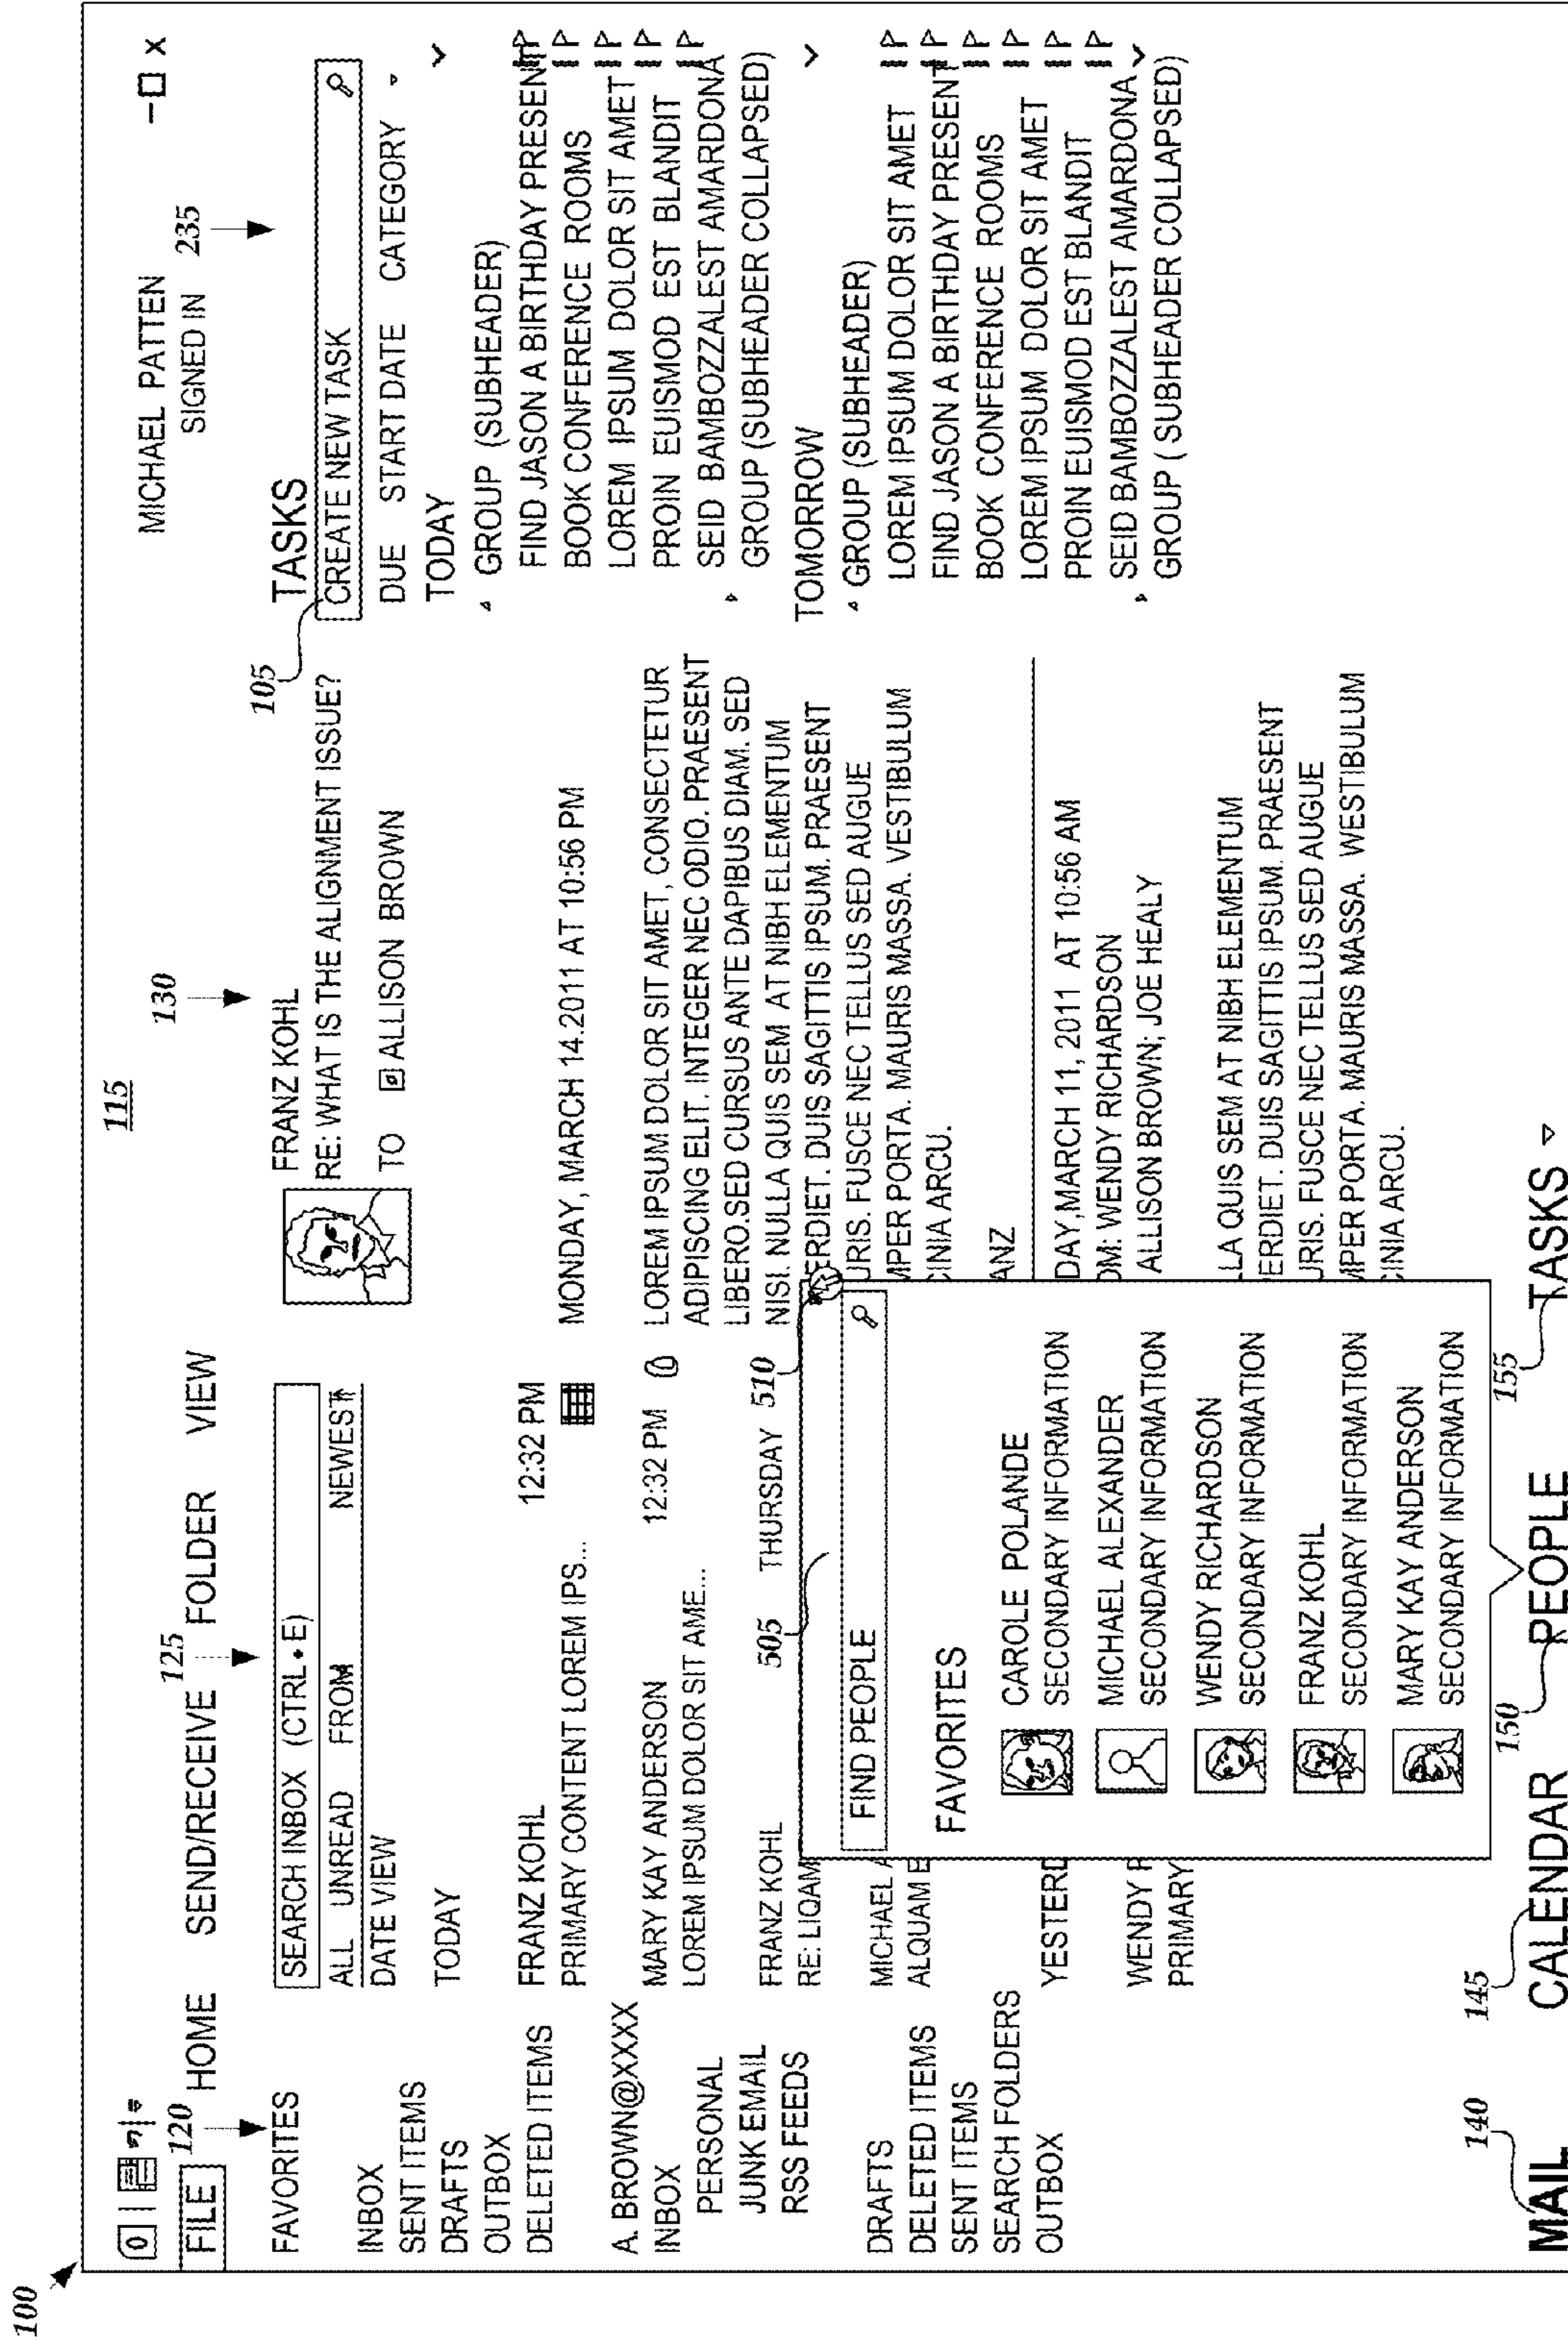 100
115
MICHAEL PATTEN
SIGNED IN
FILE HOME SEND/RECEIVE FOLDER VIEW
120
125
130
235
105
FAVORITES
INBOX
SENT ITEMS
DRAFTS
OUTBOX
DELETED ITEMS
A. BROWN@XXXX
INBOX
PERSONAL
JUNK EMAIL
RSS FEEDS
DRAFTS
DELETED ITEMS
SENT ITEMS
SEARCH FOLDERS
OUTBOX
SEARCH INBOX (CTRL+E)
ALL UNREAD FROM NEWEST
DATE VIEW
TODAY
FRANZ KOHL 12:32 PM
PRIMARY CONTENT LOREM IPS...
MARY KAY ANDERSON 12:32 PM
LOREM IPSUM DOLOR SIT AME...
FRANZ KOHL THURSDAY
RE: LIQAM
MICHAEL A
ALQUAM E
YESTERD
WENDY R
PRIMARY
505
510
FIND PEOPLE
FAVORITES
CAROLE POLANDE
SECONDARY INFORMATION
MICHAEL ALEXANDER
SECONDARY INFORMATION
WENDY RICHARDSON
SECONDARY INFORMATION
FRANZ KOHL
SECONDARY INFORMATION
MARY KAY ANDERSON
SECONDARY INFORMATION
FRANZ KOHL
RE: WHAT IS THE ALIGNMENT ISSUE?
TO ALLISON BROWN
MONDAY, MARCH 14.2011 AT 10:56 PM
LOREM IPSUM DOLOR SIT AMET, CONSECTETUR
ADIPISCING ELIT. INTEGER NEC ODIO. PRAESENT
LIBERO.SED CURSUS ANTE DAPIBUS DIAM. SED
NISI. NULLA QUIS SEM AT NIBH ELEMENTUM
ERDIET. DUIS SAGITTIS IPSUM. PRAESENT
URIS. FUSCE NEC TELLUS SED AUGUE
MPER PORTA. MAURIS MASSA. VESTIBULUM
CINIA ARCU.
ANZ
DAY,MARCH 11, 2011 AT 10:56 AM
OM: WENDY RICHARDSON
ALLISON BROWN; JOE HEALY
LLA QUIS SEM AT NIBH ELEMENTUM
ERDIET. DUIS SAGITTIS IPSUM. PRAESENT
URIS. FUSCE NEC TELLUS SED AUGUE
MPER PORTA. MAURIS MASSA. WESTIBULUM
CINIA ARCU.
TASKS
CREATE NEW TASK
DUE START DATE CATEGORY
TODAY
GROUP (SUBHEADER)
FIND JASON A BIRTHDAY PRESENT
BOOK CONFERENCE ROOMS
LOREM IPSUM DOLOR SIT AMET
PROIN EUISMOD EST BLANDIT
SEID BAMBOZZALEST AMARDONA
GROUP (SUBHEADER COLLAPSED)
TOMORROW
GROUP (SUBHEADER)
LOREM IPSUM DOLOR SIT AMET
FIND JASON A BIRTHDAY PRESENT
BOOK CONFERENCE ROOMS
LOREM IPSUM DOLOR SIT AMET
PROIN EUISMOD EST BLANDIT
SEID BAMBOZZALEST AMARDONA
GROUP ( SUBHEADER COLLAPSED)
140
145
150
155
MAIL CALENDAR PEOPLE TASKS